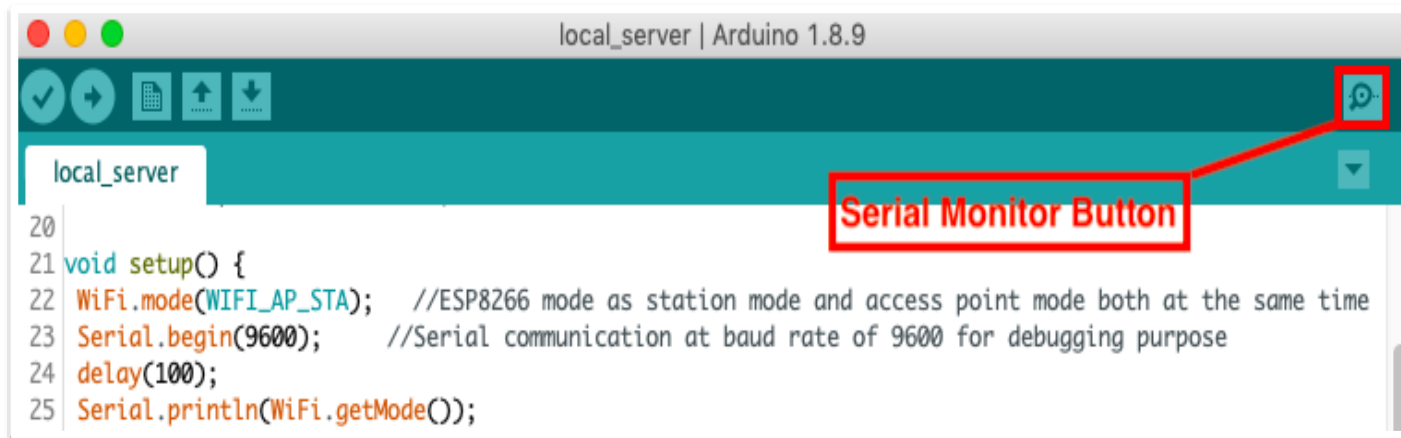 local_server | Arduino 1.8.9
local_server
Serial Monitor Button
20
21 void setup() {
22 WiFi.mode(WIFI_AP_STA); //ESP8266 mode as station mode and access point mode both at the same time
23 Serial.begin(9600); //Serial communication at baud rate of 9600 for debugging purpose
24 delay(100);
25 Serial.println(WiFi.getMode());